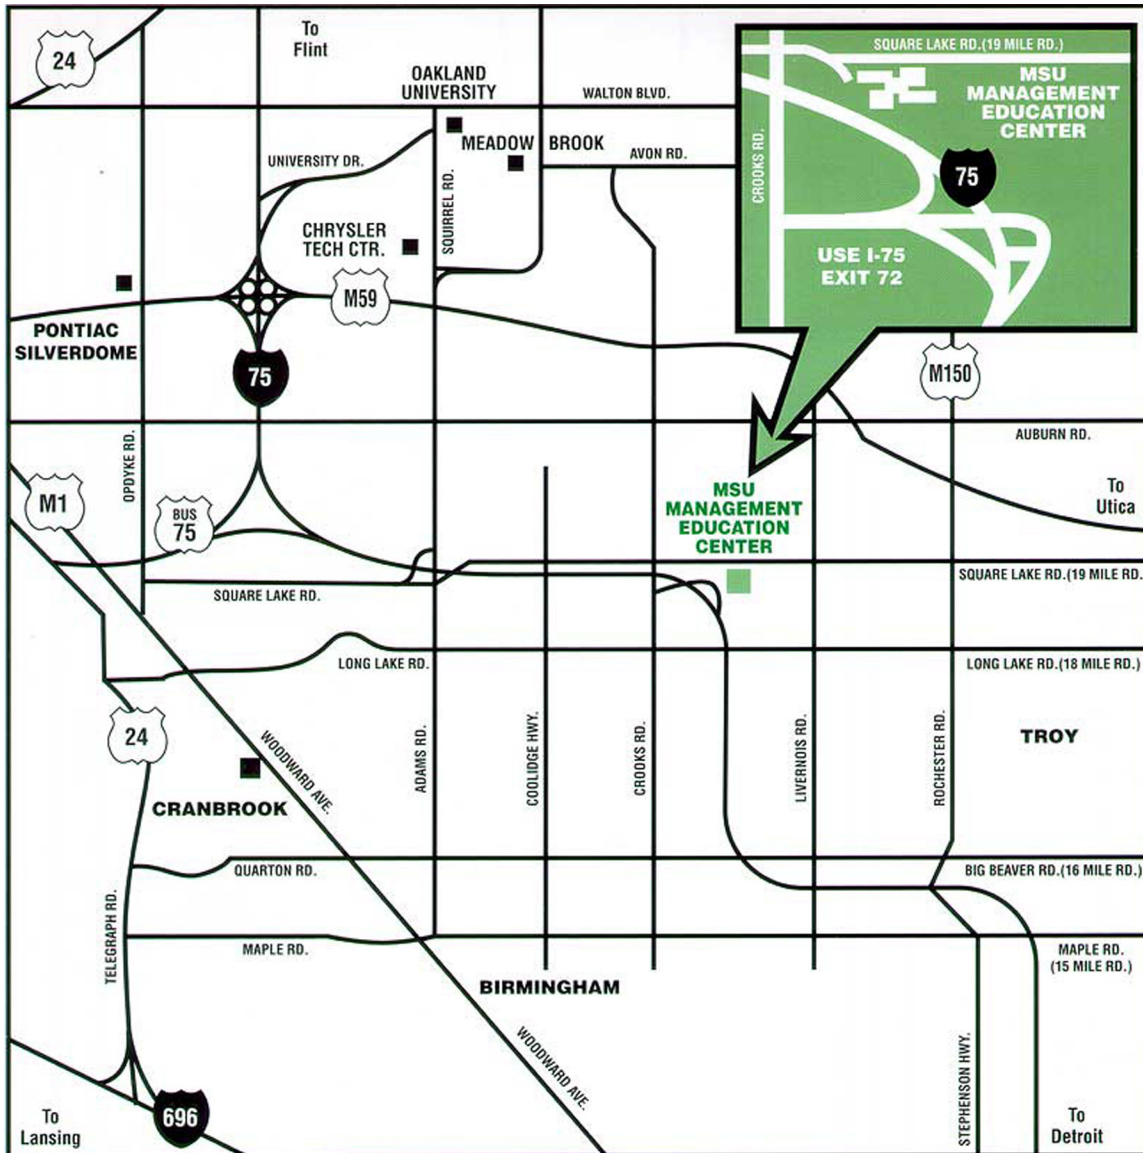 24
To
Flint
OAKLAND
UNIVERSITY
WALTON BLVD.
SQUARE LAKE RD.(19 MILE RD.)
MSU
MANAGEMENT
EDUCATION
CENTER
CROOKS RD.
75
USE I-75
EXIT 72
MEADOW BROOK
AVON RD.
UNIVERSITY DR.
SQUIRREL RD.
CHRYSLER
TECH CTR.
M59
PONTIAC
SILVERDOME
75
M150
AUBURN RD.
OPDYKE RD.
M1
BUS
75
MSU
MANAGEMENT
EDUCATION
CENTER
To
Utica
SQUARE LAKE RD.
SQUARE LAKE RD.(19 MILE RD.
LONG LAKE RD.
LONG LAKE RD.(18 MILE RD.)
24
WOODWARD AVE.
ADAMS RD.
COOLIDGE HWY.
CROOKS RD.
LIVERNOIS RD.
ROCHESTER RD.
TROY
CRANBROOK
QUARTON RD.
BIG BEAVER RD.(16 MILE RD.)
TELEGRAPH RD.
MAPLE RD.
MAPLE RD.
(15 MILE RD.)
BIRMINGHAM
WOODWARD AVE.
STEPHENSON HWY.
To
Lansing
696
To
Detroit